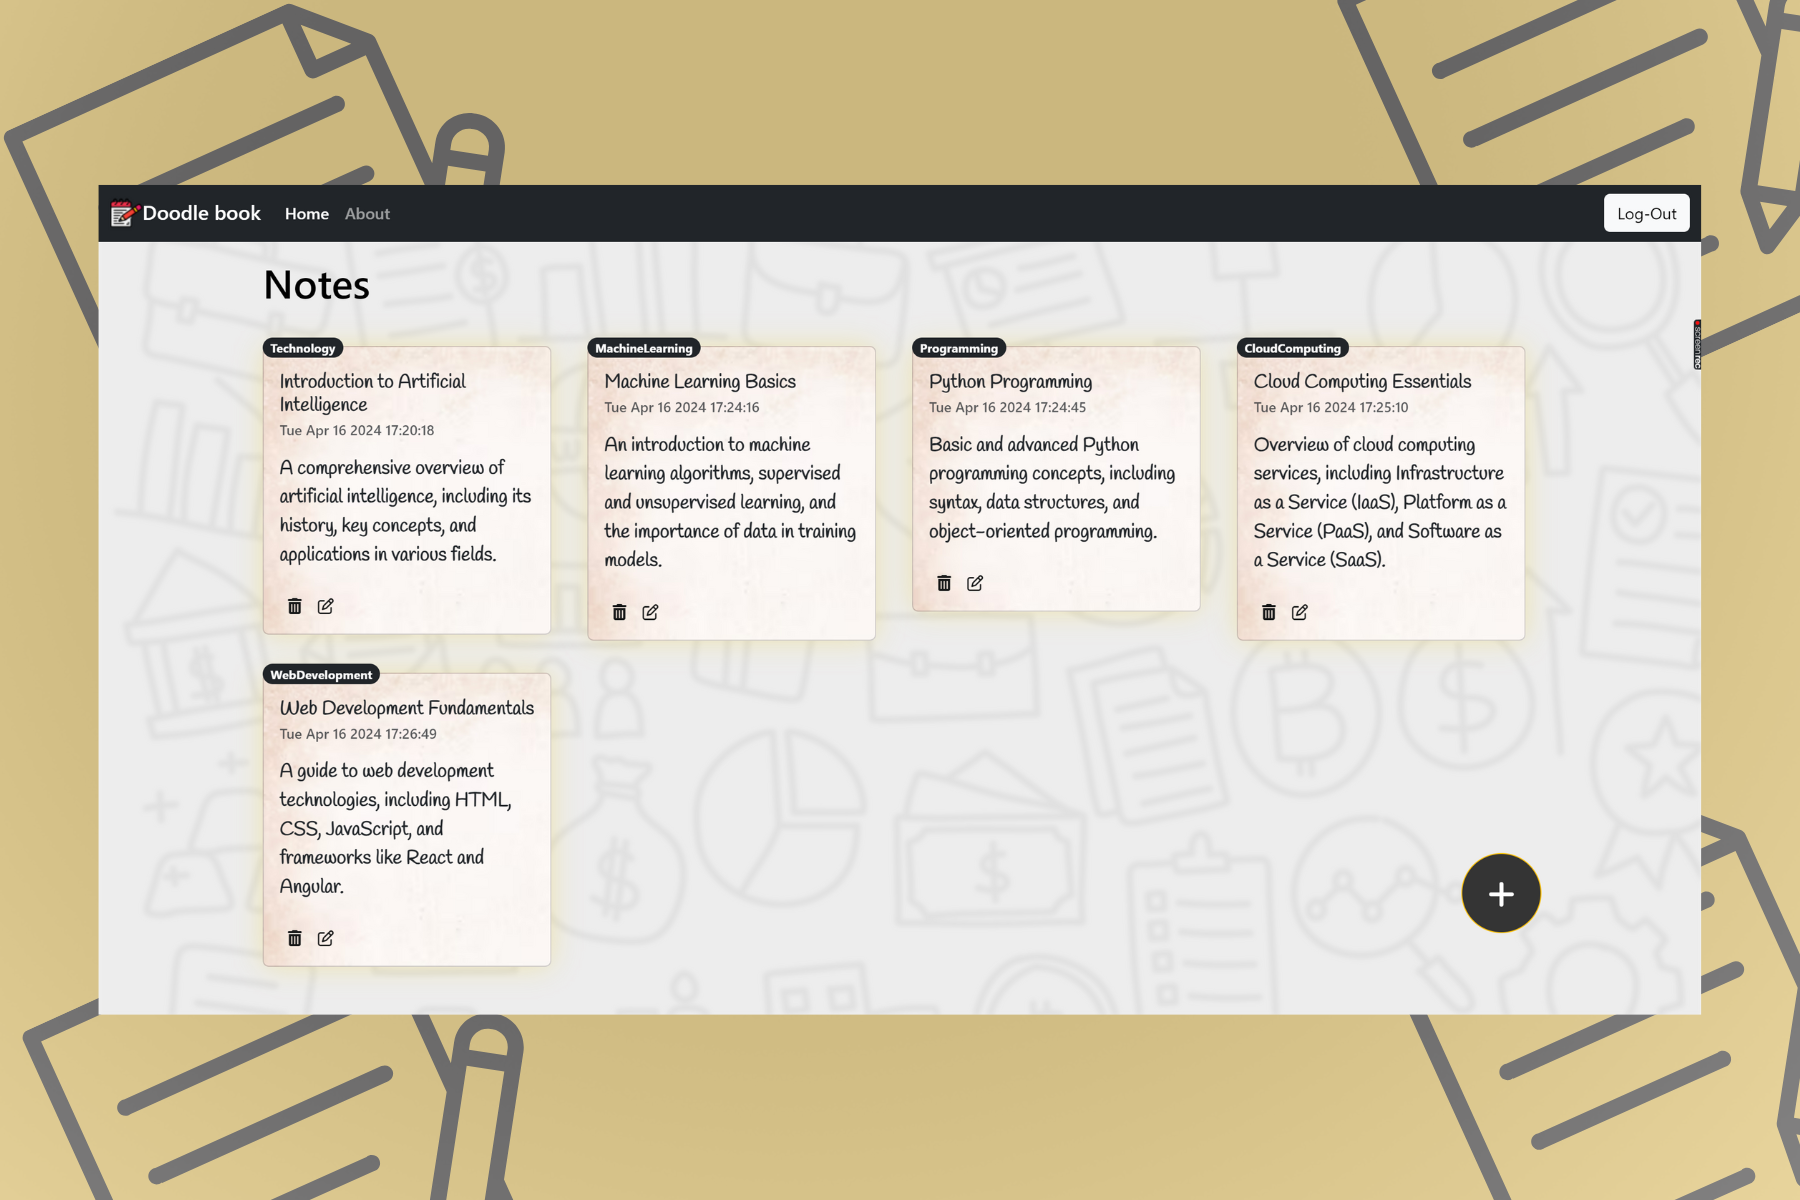 Doodle book Home About Log-Out
Notes
Technology
Introduction to Artificial
Intelligence
Tue Apr 16 2024 17:20:18
A comprehensive overview of
artificial intelligence, including its
history, key concepts, and
applications in various fields.
MachineLearning
Machine Learning Basics
Tue Apr 16 2024 17:24:16
An introduction to machine
learning algorithms, supervised
and unsupervised learning, and
the importance of data in training
models.
Programming
Python Programming
Tue Apr 16 2024 17:24:45
Basic and advanced Python
programming concepts, including
syntax, data structures, and
object-oriented programming.
CloudComputing
Cloud Computing Essentials
Tue Apr 16 2024 17:25:10
Overview of cloud computing
services, including Infrastructure
as a Service (IaaS), Platform as a
Service (PaaS), and Software as
a Service (SaaS).
WebDevelopment
Web Development Fundamentals
Tue Apr 16 2024 17:26:49
A guide to web development
technologies, including HTML,
CSS, JavaScript, and
frameworks like React and
Angular.
screenrec